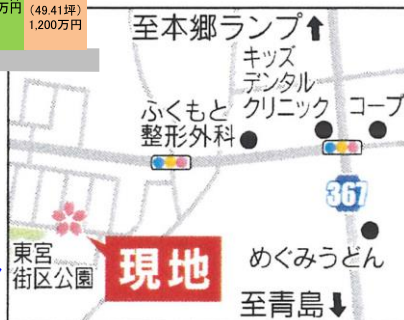 万円
(49.41坪)
1,200万円
至本郷ランプ↑
キッズ
デンタル
クリニック
コープ
ふくもと
整形外科
367
東宮
街区公園
現地
めぐみうどん
至青島↓